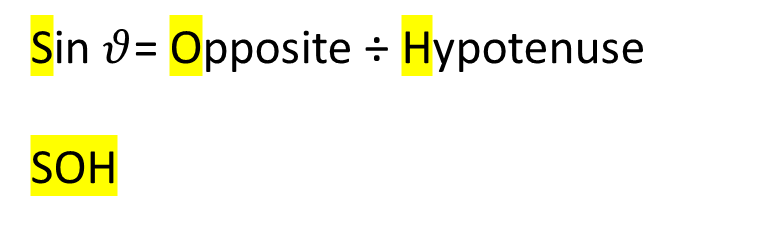 Sin 𝜗= Opposite ÷ Hypotenuse
SOH